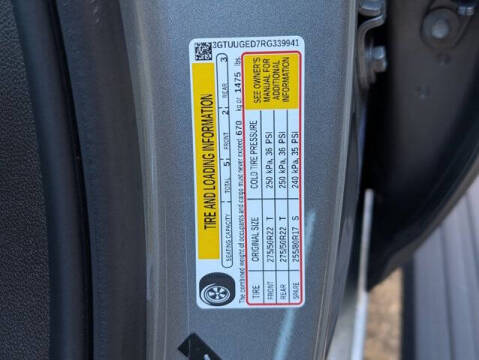 3GTUUGED7RG339941
TIRE AND LOADING INFORMATION
SEATING CAPACITY TOTAL 5 FRONT 2 REAR 3
The combined weight of occupants and cargo must never exceed 670 kg or 1475 lbs.
TIRE ORIGINAL SIZE COLD TIRE PRESSURE
FRONT 275/50R22 T 250 kPa, 36 PSI
REAR 275/50R22 T 250 kPa, 36 PSI
SPARE 255/80R17 S 240 kPa, 35 PSI
SEE OWNER'S
MANUAL FOR
ADDITIONAL
INFORMATION